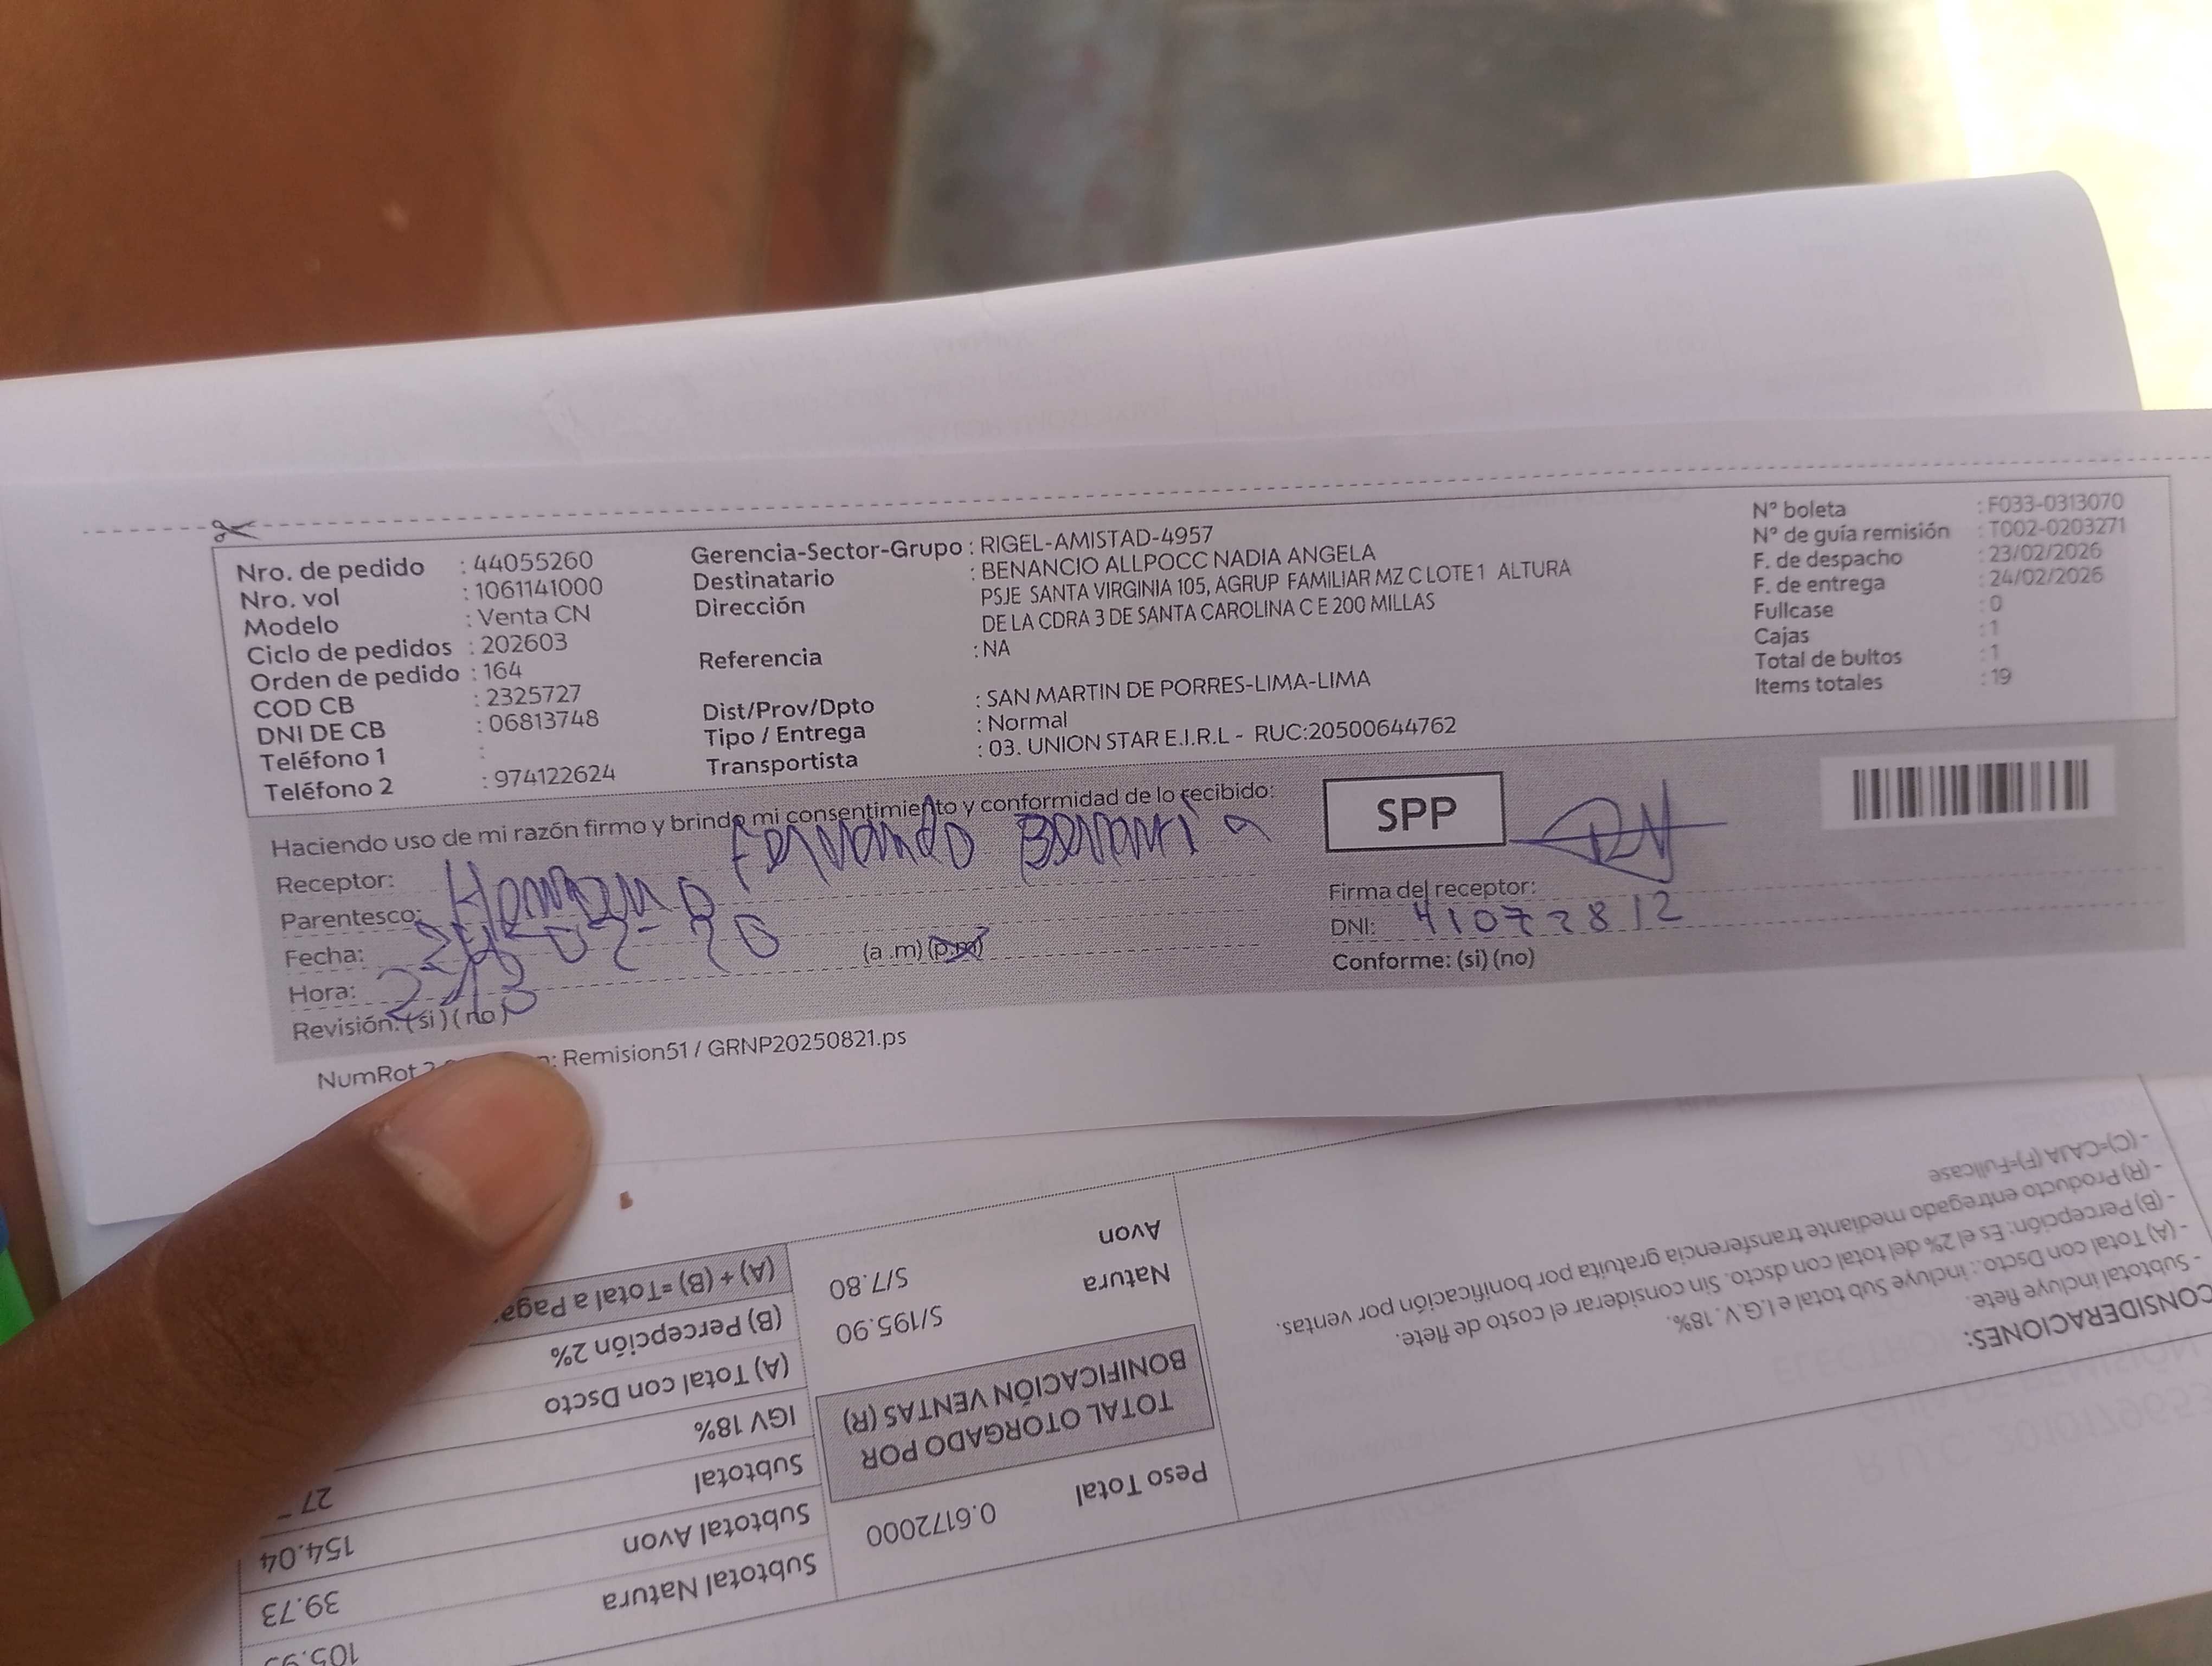 Nro. de pedido : 44055260
Nro. vol : 1061141000
Modelo : Venta CN
Ciclo de pedidos : 202603
Orden de pedido : 164
COD CB : 2325727
DNI DE CB : 06813748
Teléfono 1 :
Teléfono 2 : 974122624
Gerencia-Sector-Grupo : RIGEL-AMISTAD-4957
Destinatario : BENANCIO ALLPOCC NADIA ANGELA
Dirección PSJE SANTA VIRGINIA 105, AGRUP FAMILIAR MZ C LOTE 1 ALTURA
DE LA CDRA 3 DE SANTA CAROLINA C E 200 MILLAS
Referencia : NA
Dist/Prov/Dpto : SAN MARTIN DE PORRES-LIMA-LIMA
Tipo / Entrega : Normal
Transportista : 03. UNION STAR E.I.R.L - RUC:20500644762
Nº boleta : F033-0313070
Nº de guía remisión : T002-0203271
F. de despacho : 23/02/2026
F. de entrega : 24/02/2026
Fullcase : 0
Cajas : 1
Total de bultos : 1
Items totales : 19
Haciendo uso de mi razón firmo y brindo mi consentimiento y conformidad de lo recibido:
Receptor: Fernando
Parentesco: Hermano
Fecha:
Hora: (a.m) (p.m)
Revisión: (si) (no)
SPP
Firma del receptor:
DNI: 41072812
Conforme: (si) (no)
NumRot : Remision51 / GRNP20250821.ps
CONSIDERACIONES:
- Subtotal incluye flete.
- (A) Total con Dscto.: incluye Sub total e I.G.V. 18%.
- (B) Percepción: Es el 2% del total con dscto. Sin considerar el costo de flete.
- (R) Producto entregado mediante transferencia gratuita por bonificación por ventas.
- (C)=CAJA (F)=Fullcase
Peso Total 0.6172000
TOTAL OTORGADO POR
BONIFICACIÓN VENTAS (R)
Natura S/195.90
Avon S/7.80
Subtotal Natura
Subtotal Avon 39.73
Subtotal 154.04
IGV 18% 27
(A) Total con Dscto
(B) Percepción 2%
(A) + (B) = Total a